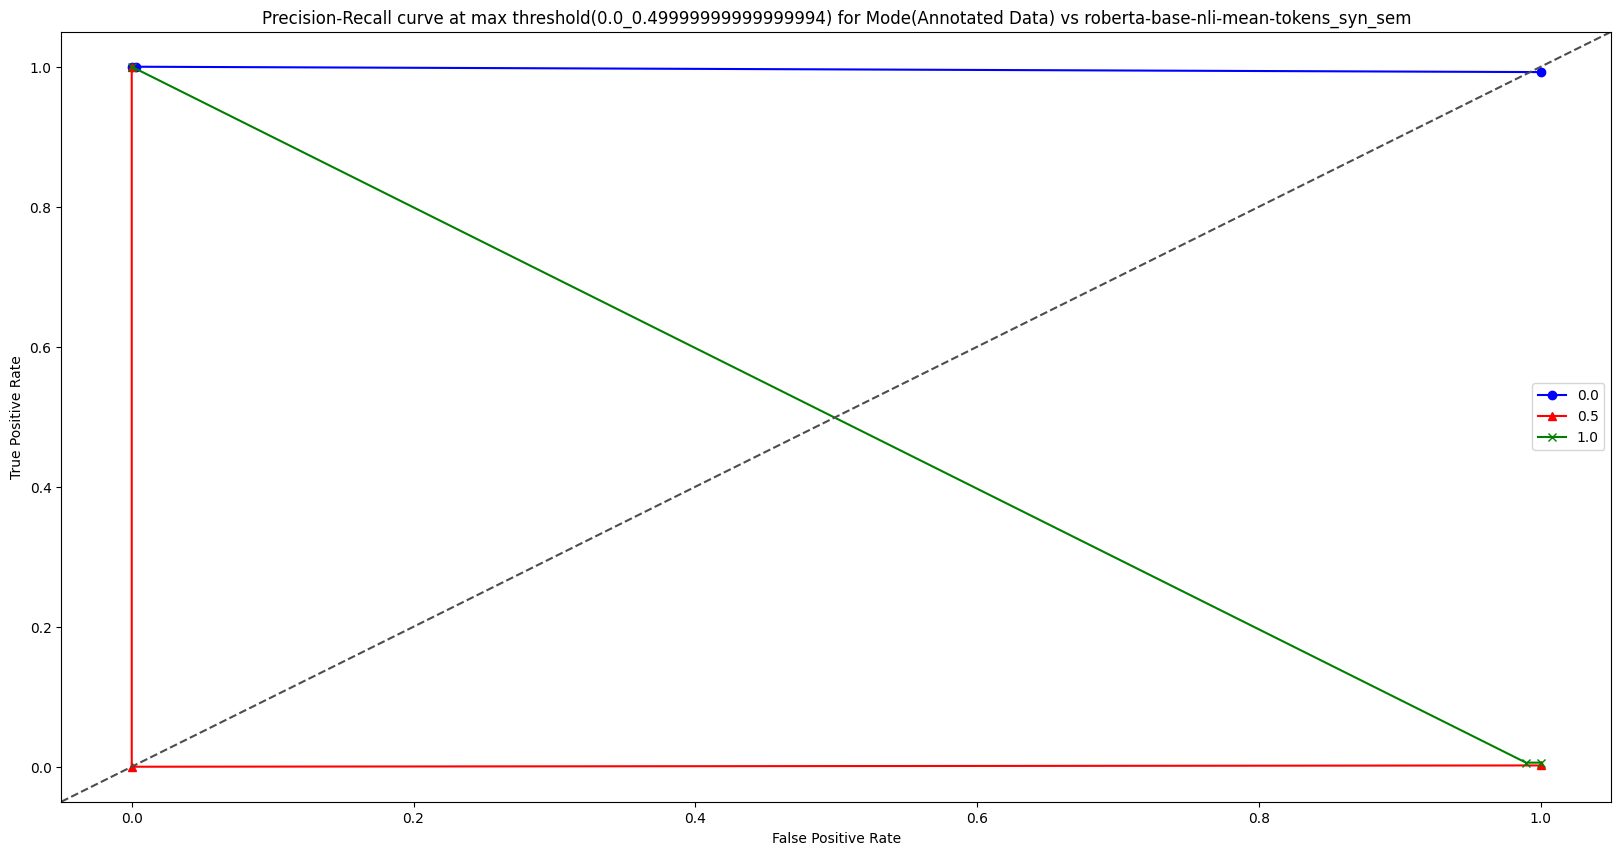 Precision-Recall curve at max threshold(0.0_0.49999999999999994) for Mode(Annotated Data) vs roberta-base-nli-mean-tokens_syn_sem
1.0
0.8
0.6
0.4
0.2
0.0
True Positive Rate
0.0
0.5
1.0
0.0 0.2 0.4 0.6 0.8 1.0
False Positive Rate